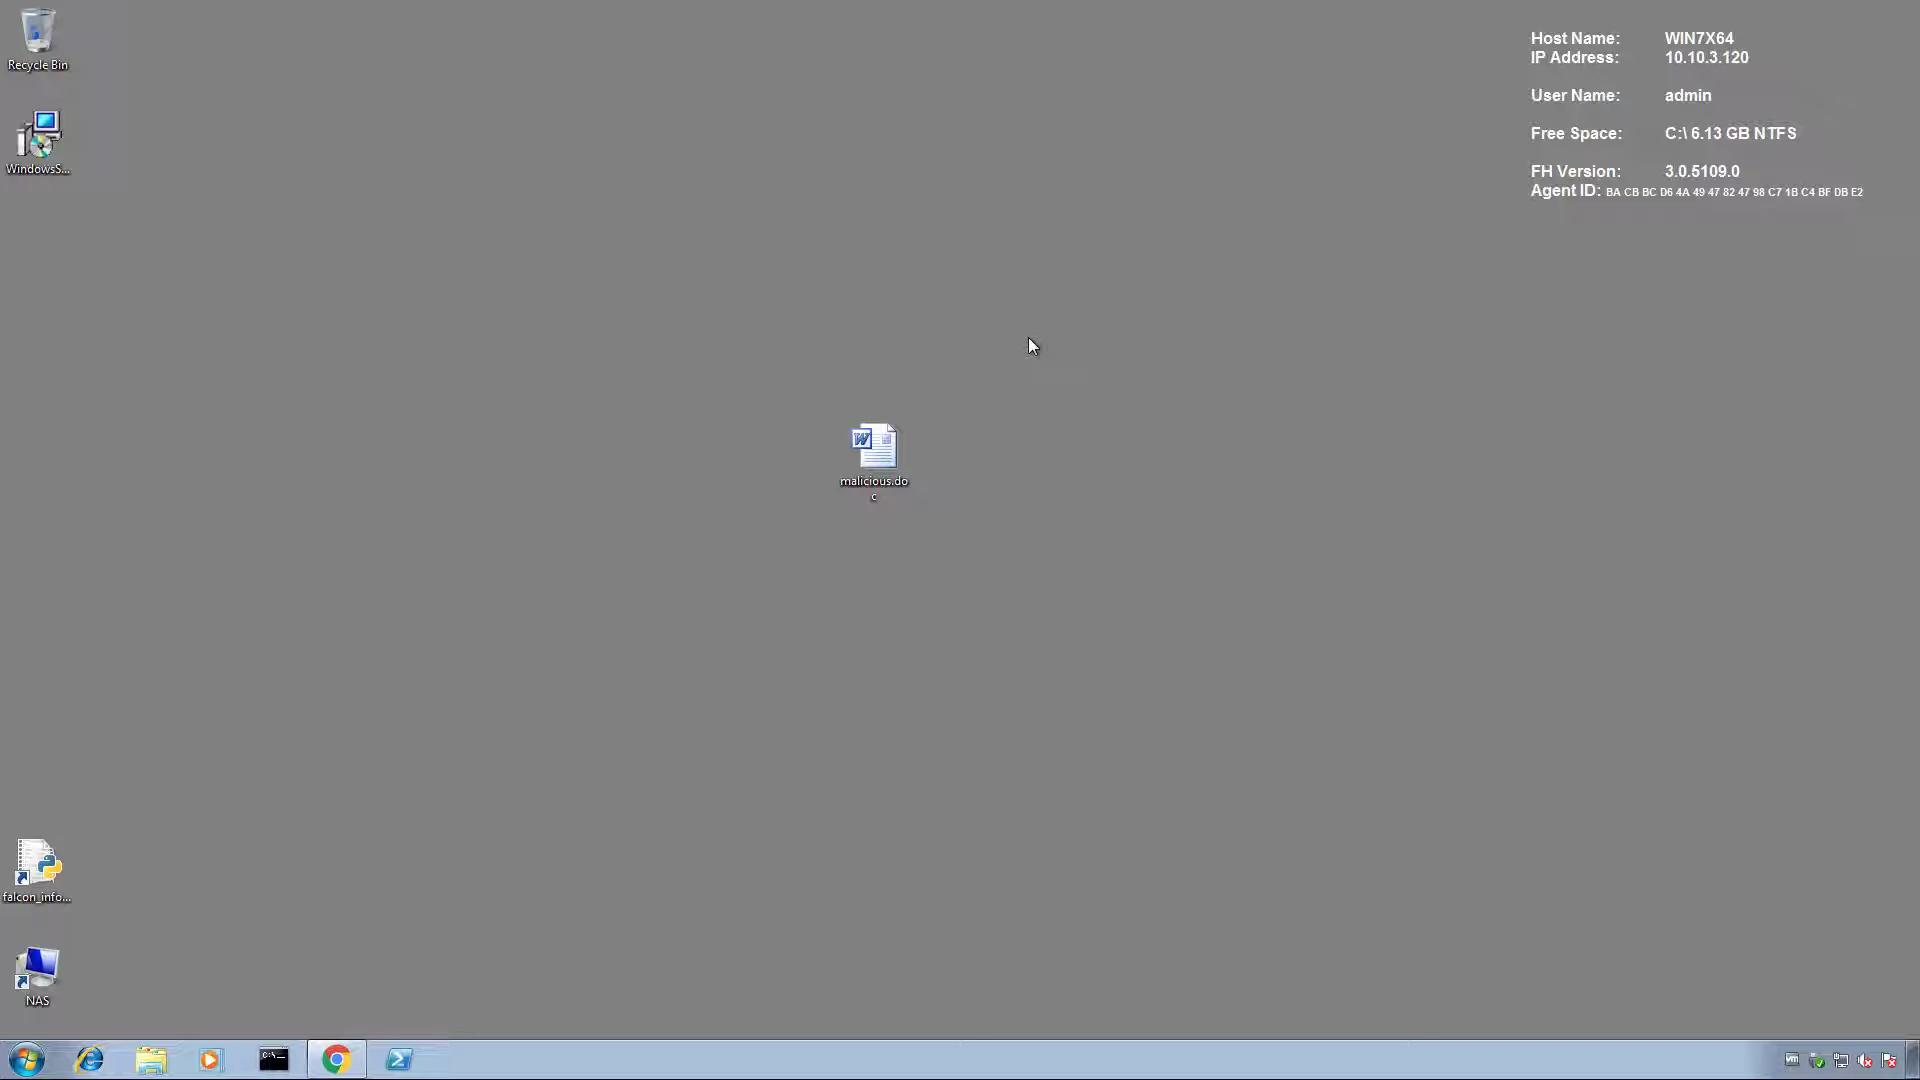 Recycle Bin
WindowsS...
Host Name: WIN7X64
IP Address: 10.10.3.120
User Name: admin
Free Space: C:\ 6.13 GB NTFS
FH Version: 3.0.5109.0
Agent ID: BA CB BC D6 4A 49 47 82 47 98 C7 1B C4 BF DB E2
malicious.do
c
falcon_info...
NAS
C:\_
vm